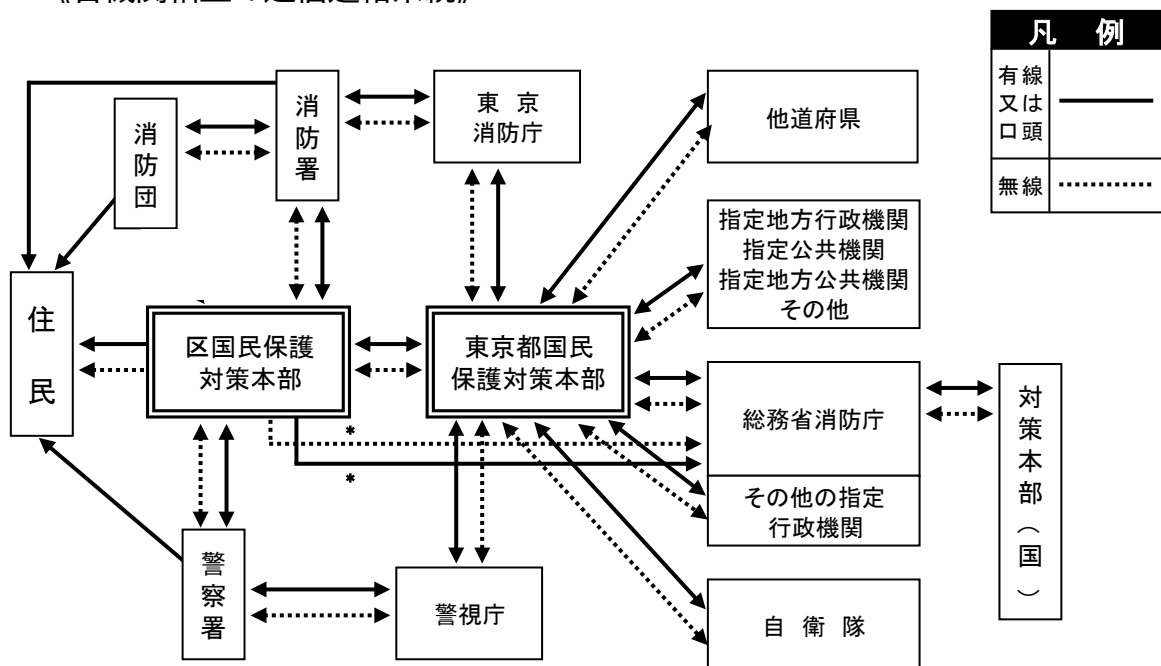 凡 例
有線
又は
口頭
無線
消防署
東 京
消防庁
他道府県
消防団
指定地方行政機関
指定公共機関
指定地方公共機関
その他
住民
区国民保護
対策本部
東京都国民
保護対策本部
総務省消防庁
対策本部（国）
*
*
その他の指定
行政機関
警察署
警視庁
自 衛 隊